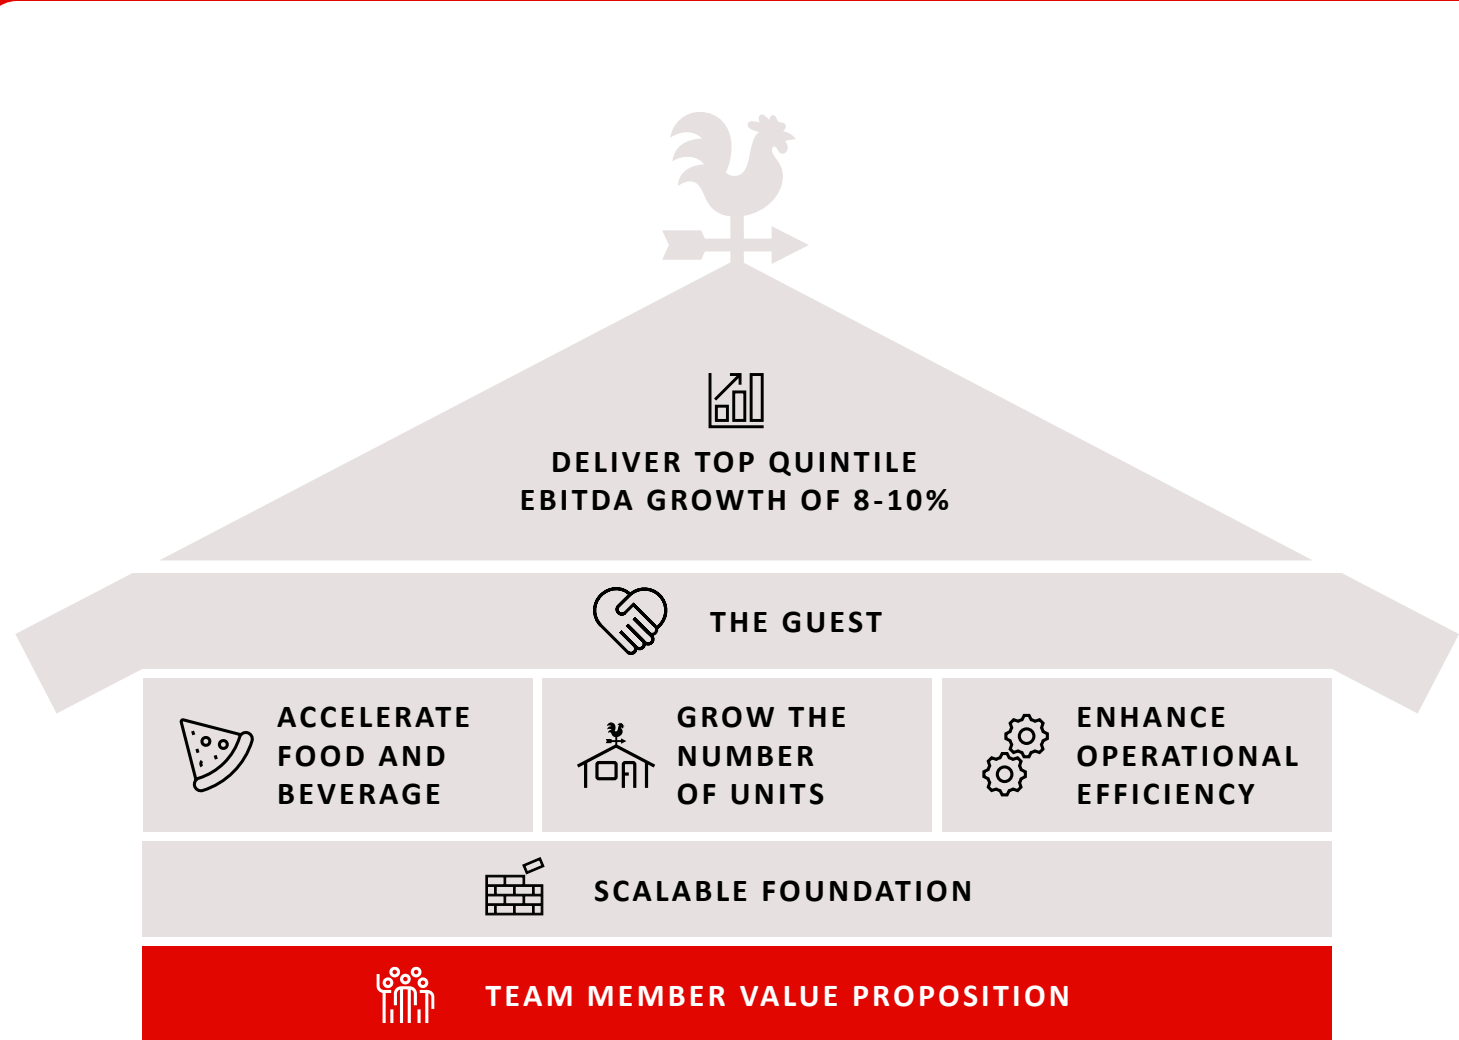 DELIVER TOP QUINTILE
EBITDA GROWTH OF 8-10%
THE GUEST
ACCELERATE
FOOD AND
BEVERAGE
GROW THE
NUMBER
OF UNITS
ENHANCE
OPERATIONAL
EFFICIENCY
SCALABLE FOUNDATION
TEAM MEMBER VALUE PROPOSITION